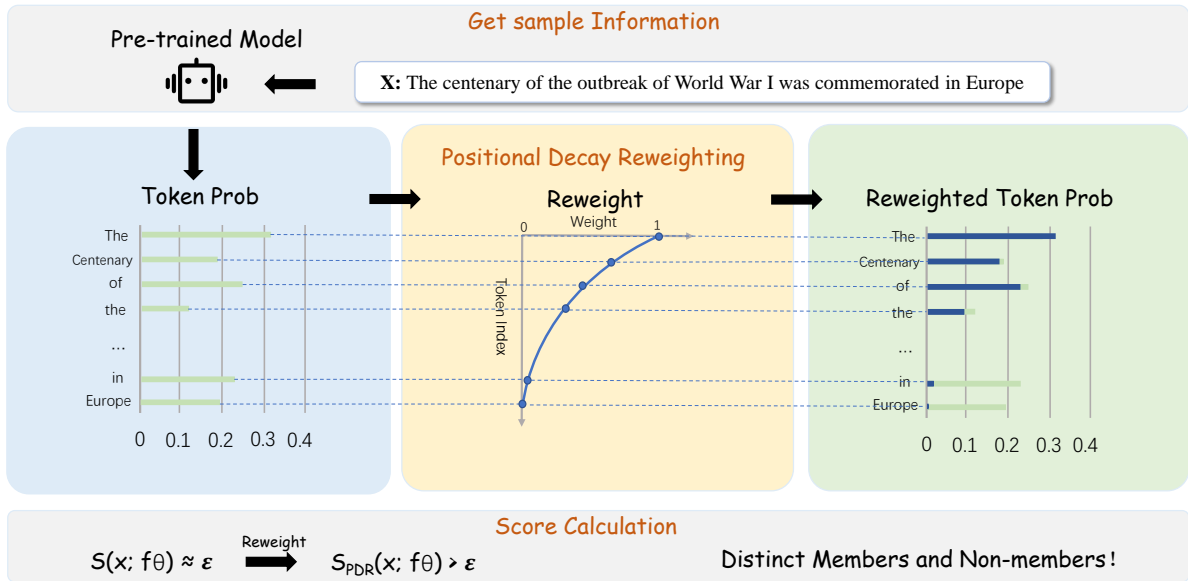 Get sample Information
Pre-trained Model
X: The centenary of the outbreak of World War I was commemorated in Europe
Token Prob
The
Centenary
of
the
...
in
Europe
0 0.1 0.2 0.3 0.4
Positional Decay Reweighting
Reweight
0 Weight 1
Token Index
Reweighted Token Prob
The
Centenary
of
the
...
in
Europe
0 0.1 0.2 0.3 0.4
Score Calculation
S(x; fθ) ≈ ε
Reweight
S_PDR(x; fθ) > ε
Distinct Members and Non-members!